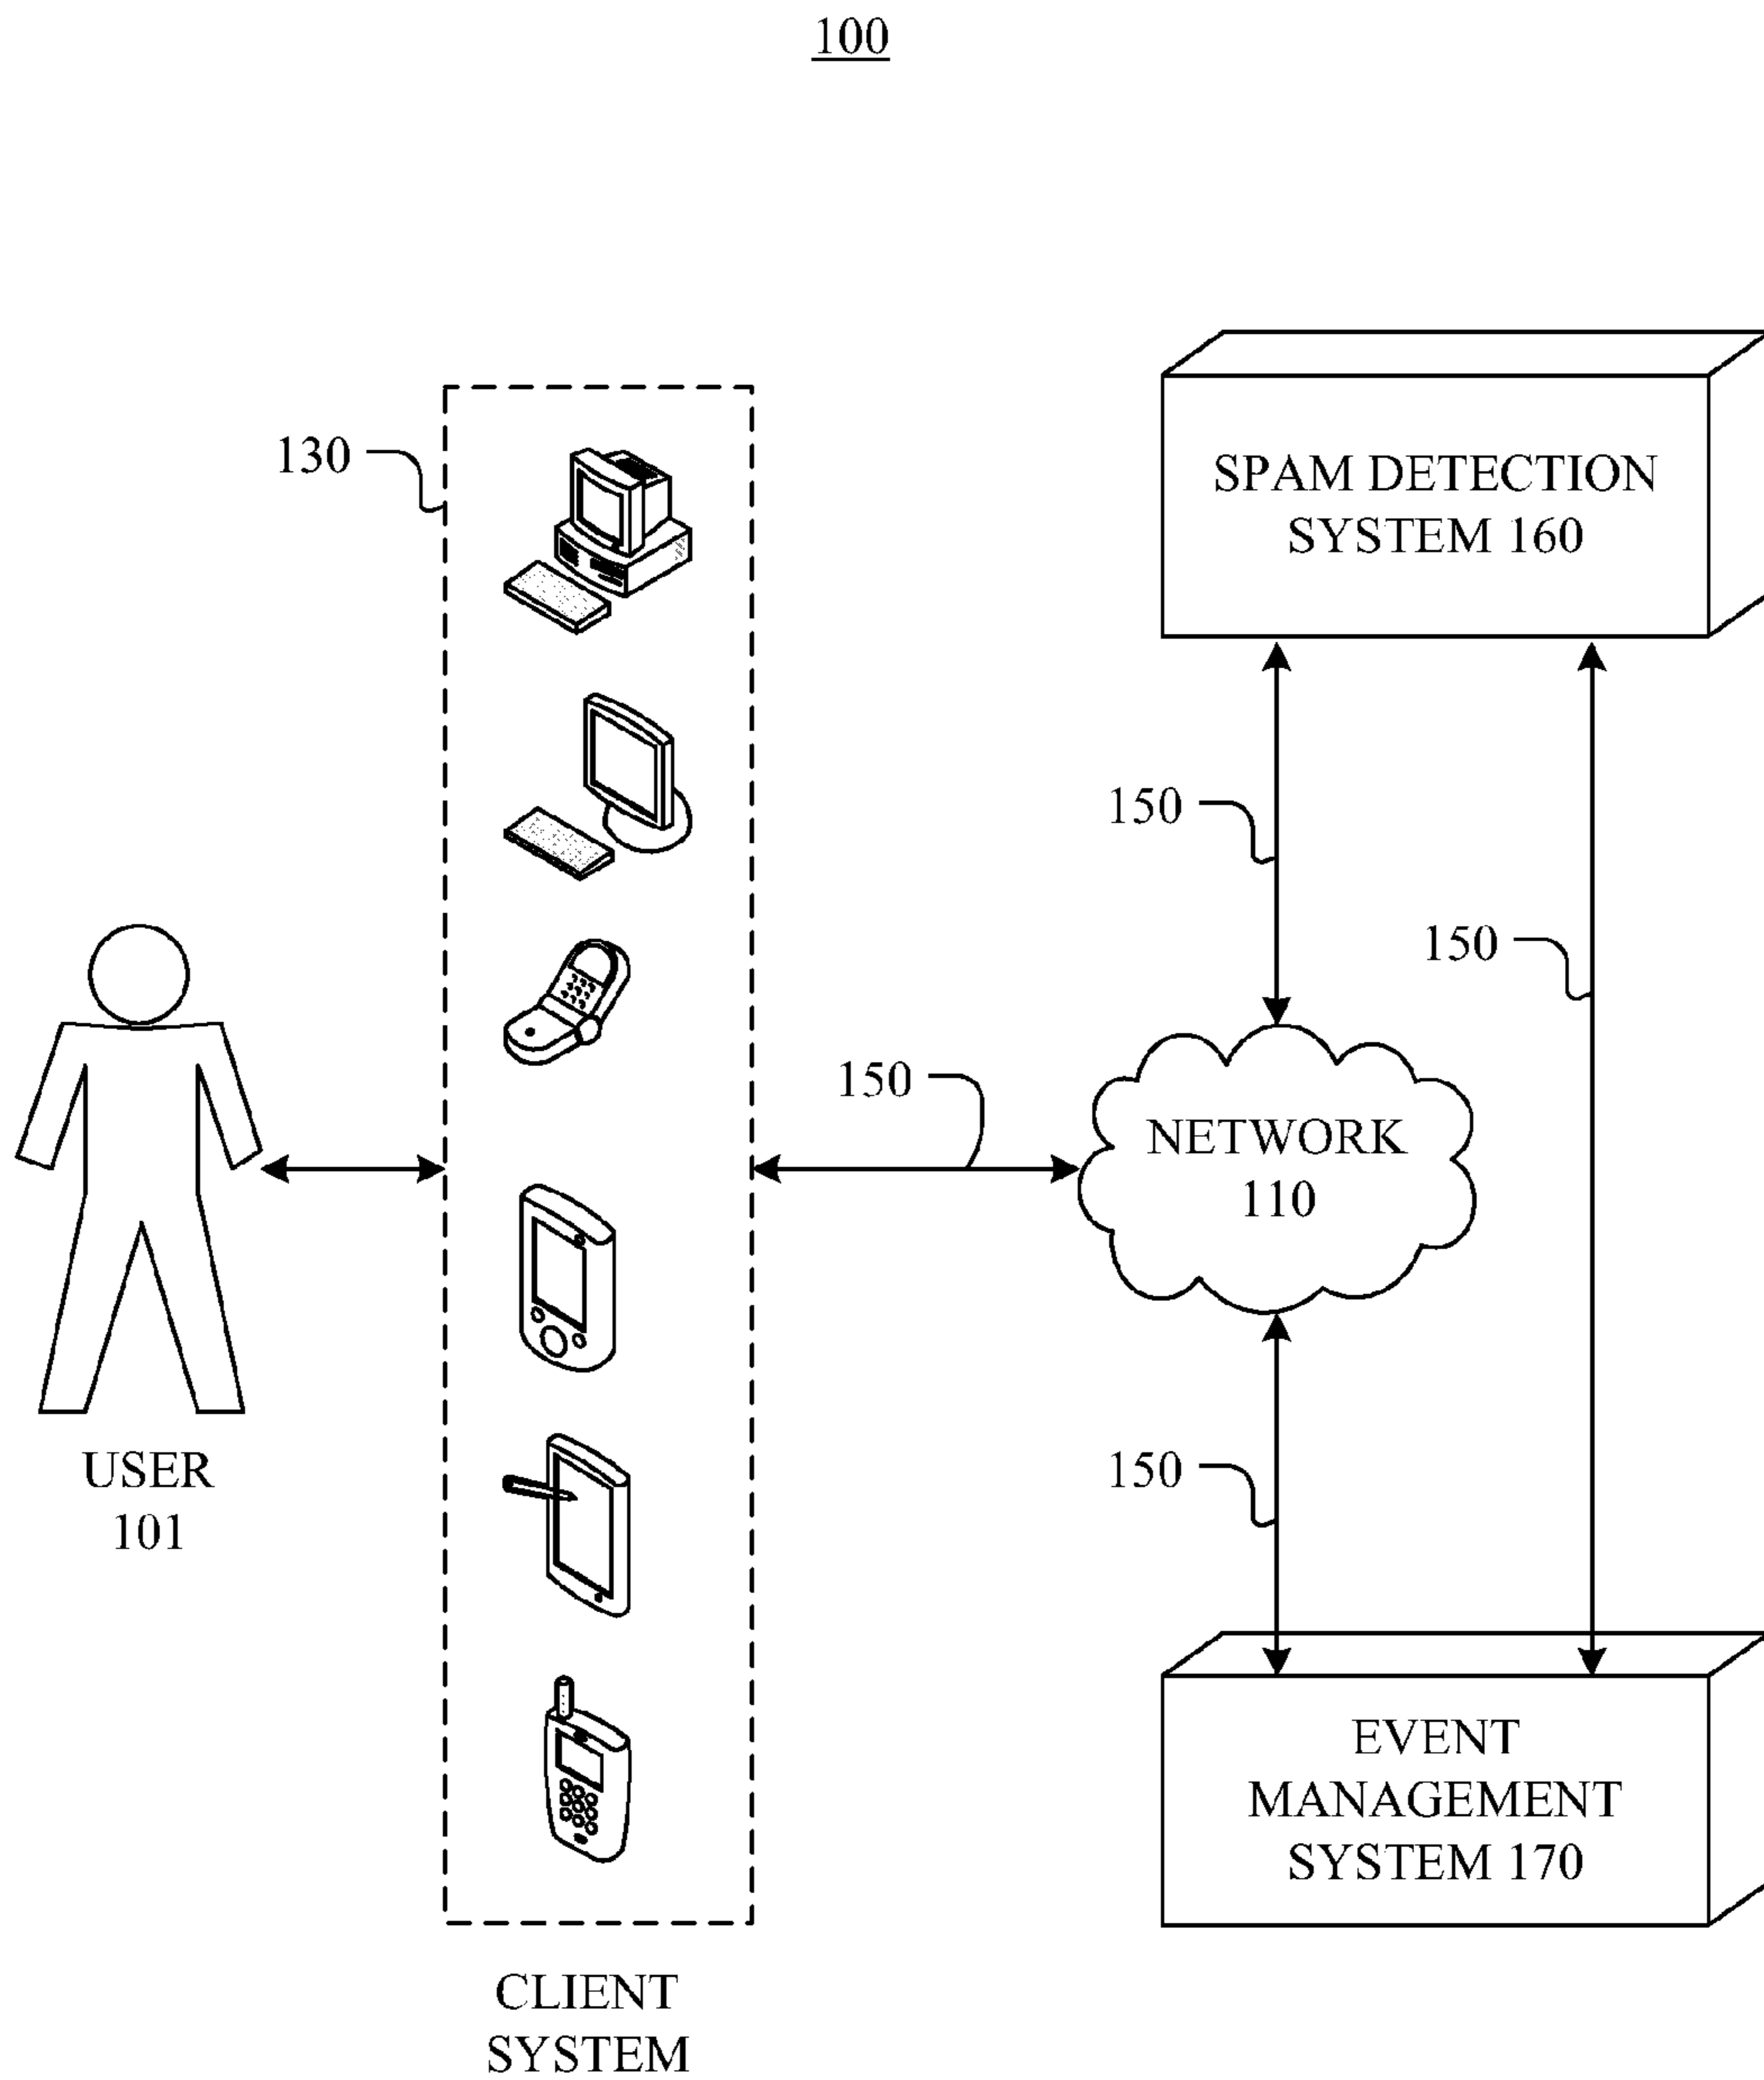 100
130
SPAM DETECTION
SYSTEM 160
150
150
150
NETWORK
110
150
USER
101
EVENT
MANAGEMENT
SYSTEM 170
CLIENT
SYSTEM